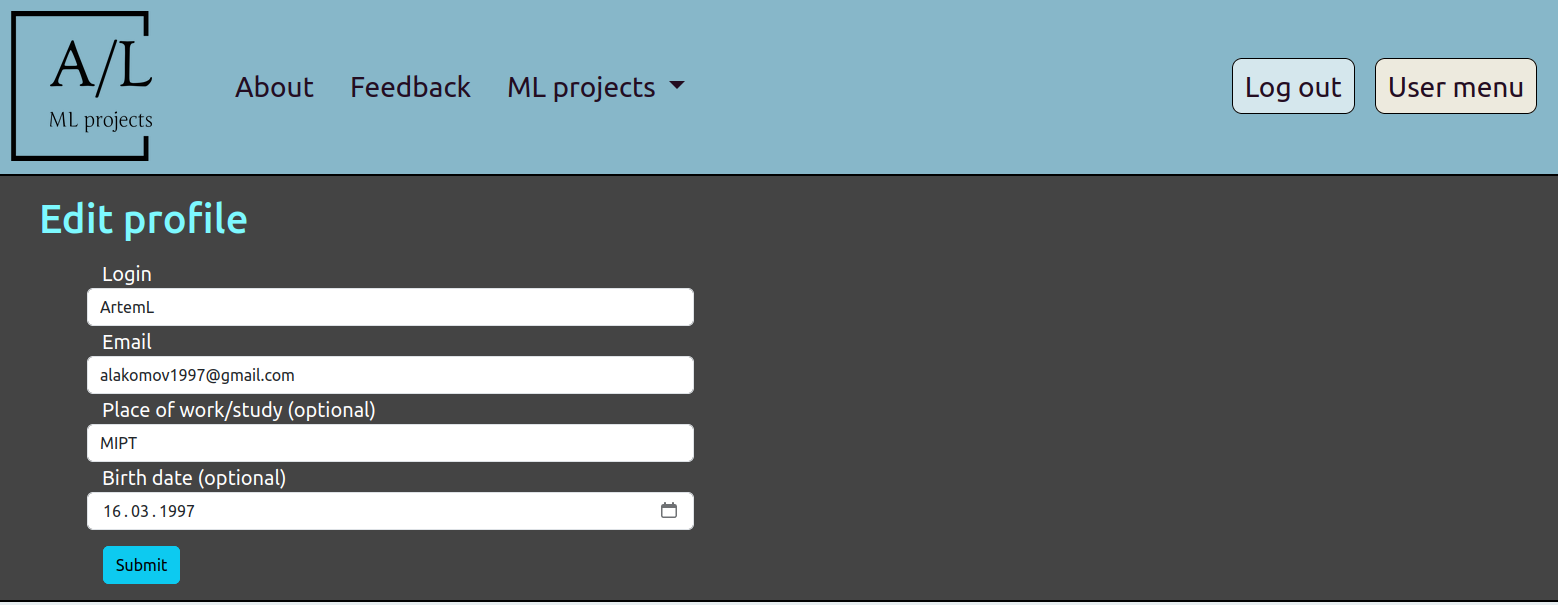 A/L
ML projects
About Feedback ML projects Log out User menu
Edit profile
Login
ArtemL
Email
alakomov1997@gmail.com
Place of work/study (optional)
MIPT
Birth date (optional)
16.03.1997
Submit